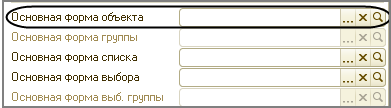 Основная форма объекта
Основная форма группы
Основная форма списка
Основная форма выбора
Основная форма выб. группы